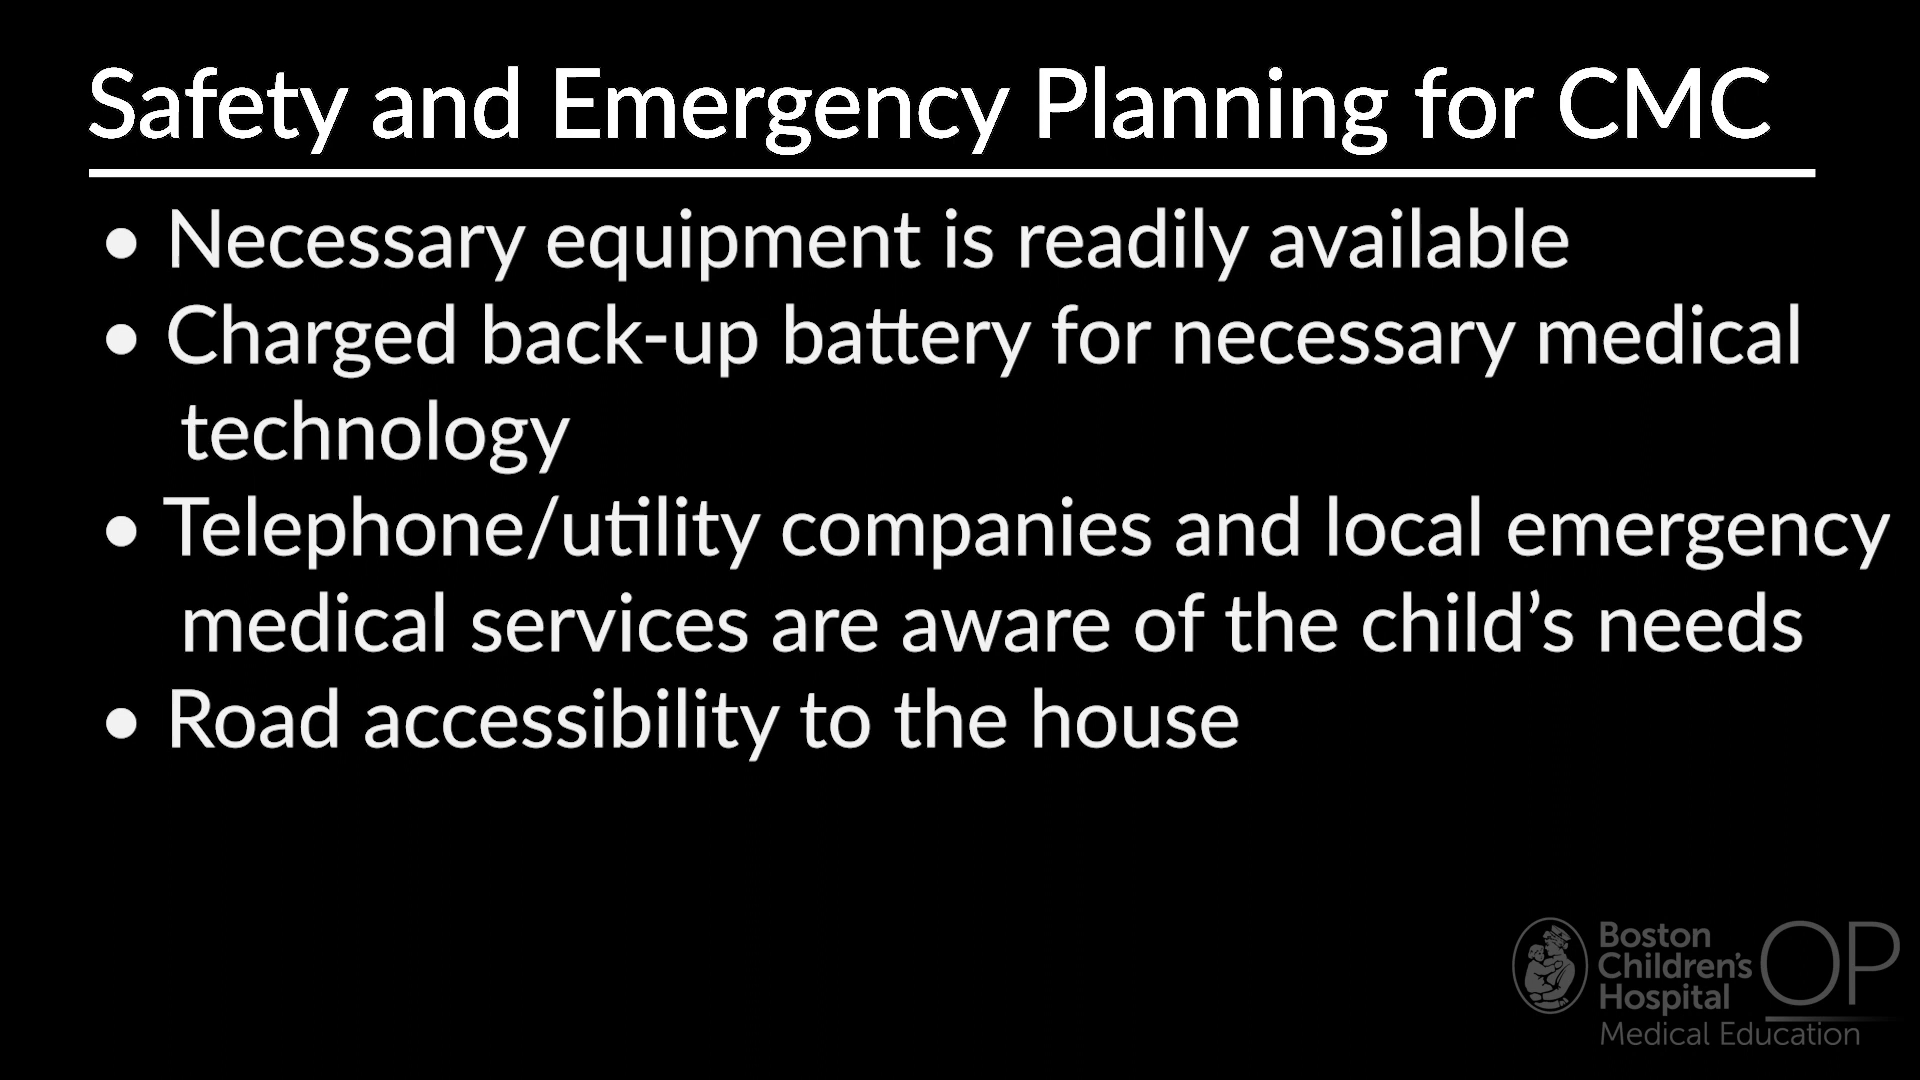 Safety and Emergency Planning for CMC
• Necessary equipment is readily available
• Charged back-up battery for necessary medical
technology
• Telephone/utility companies and local emergency
medical services are aware of the child’s needs
• Road accessibility to the house
Boston
Children's
Hospital
OP
Medical Education